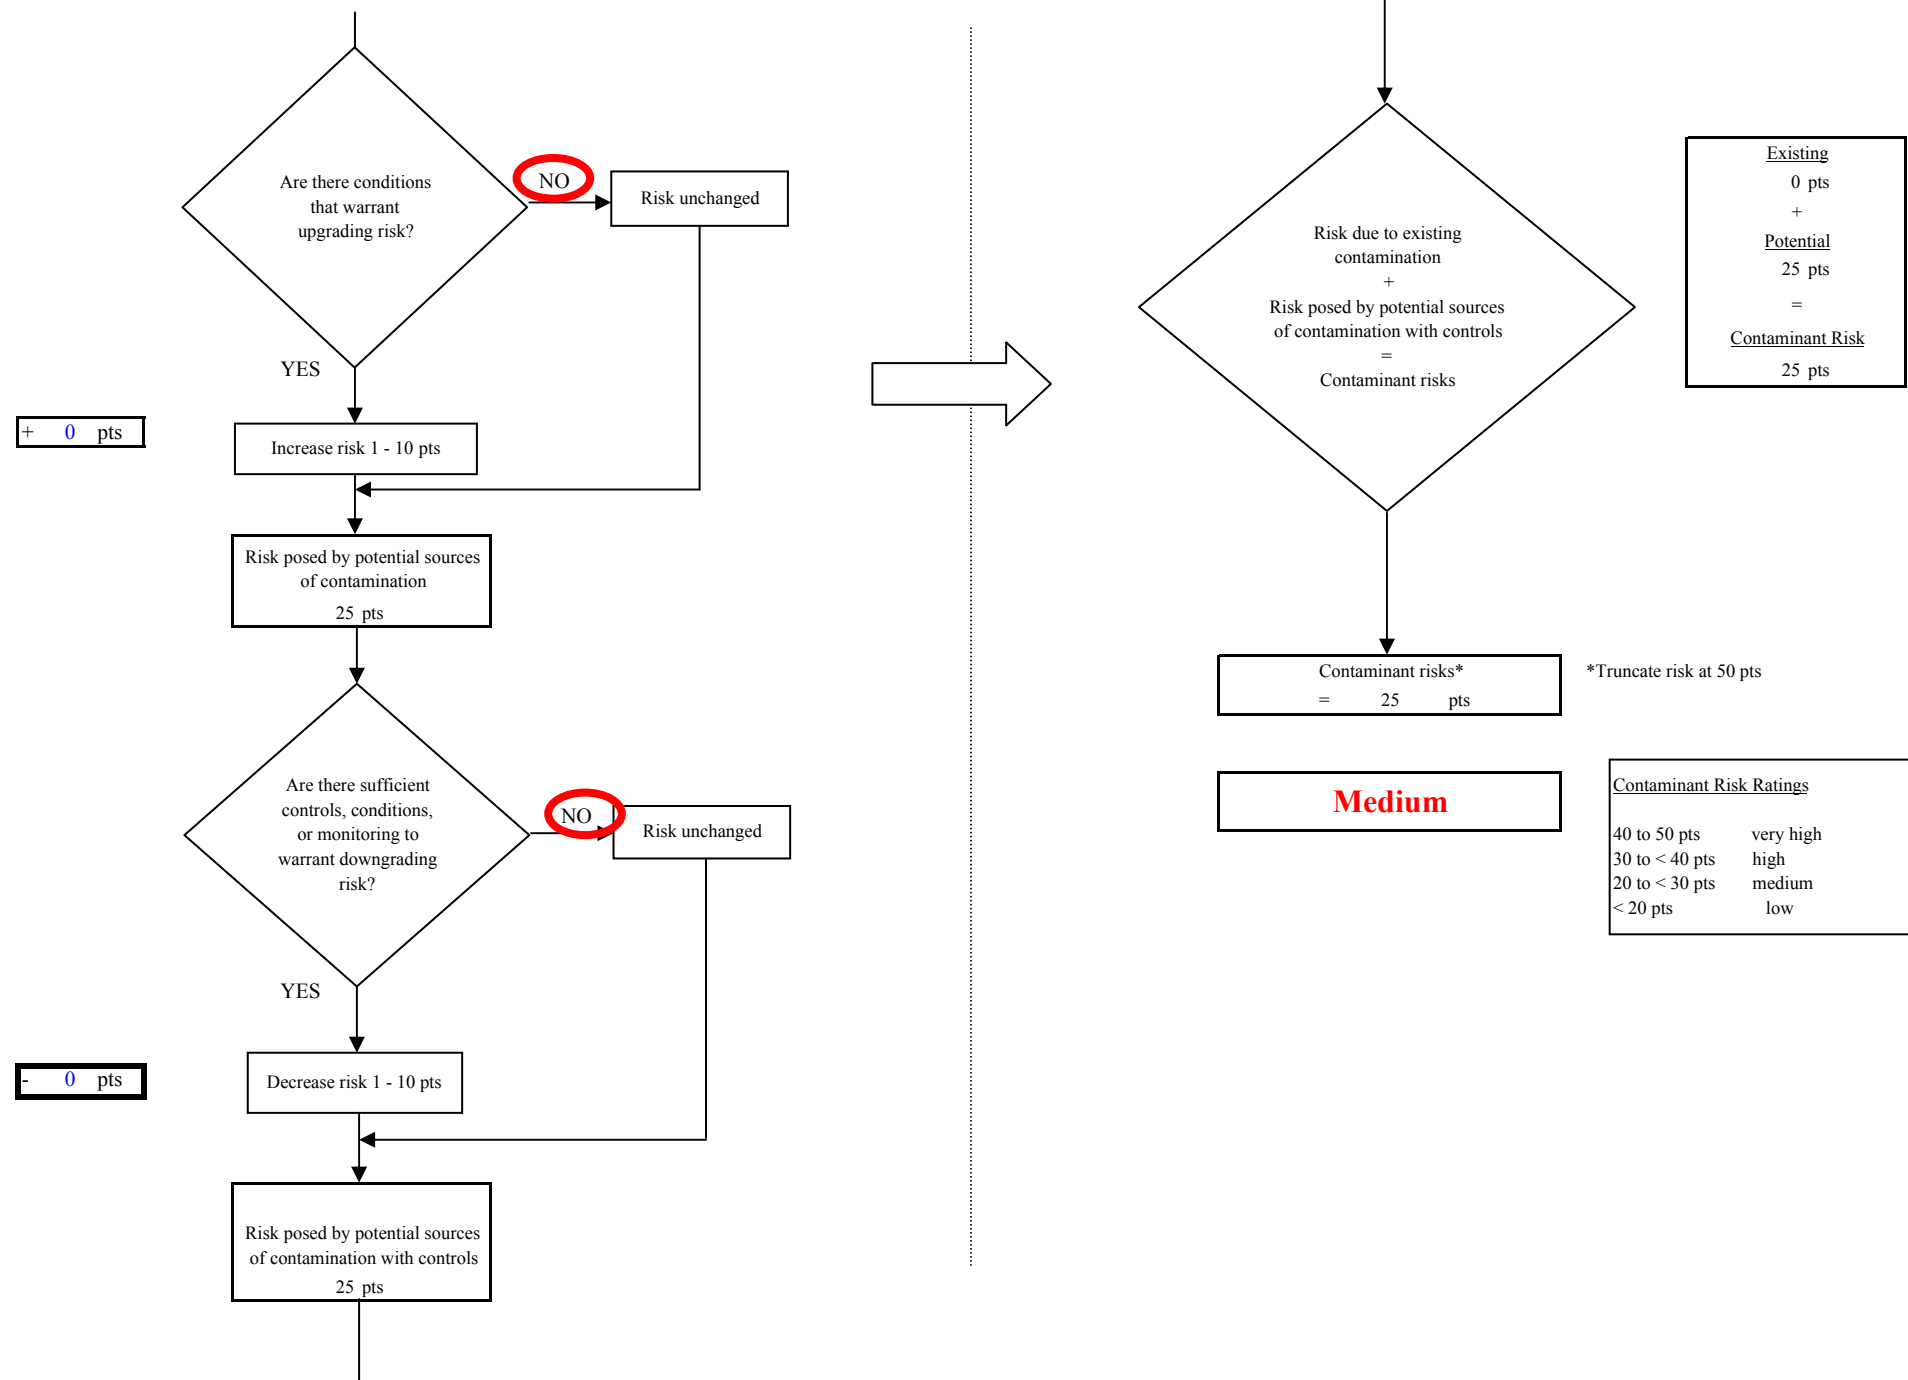 Are there conditions
that warrant
upgrading risk?
NO
Risk unchanged
YES
+ 0 pts
Increase risk 1 - 10 pts
Risk posed by potential sources
of contamination
25 pts
Are there sufficient
controls, conditions,
or monitoring to
warrant downgrading
risk?
NO
Risk unchanged
YES
- 0 pts
Decrease risk 1 - 10 pts
Risk posed by potential sources
of contamination with controls
25 pts
Risk due to existing
contamination
+
Risk posed by potential sources
of contamination with controls
=
Contaminant risks
Existing
0 pts
+
Potential
25 pts
=
Contaminant Risk
25 pts
Contaminant risks*
= 25 pts
*Truncate risk at 50 pts
Medium
Contaminant Risk Ratings
40 to 50 pts very high
30 to < 40 pts high
20 to < 30 pts medium
< 20 pts low